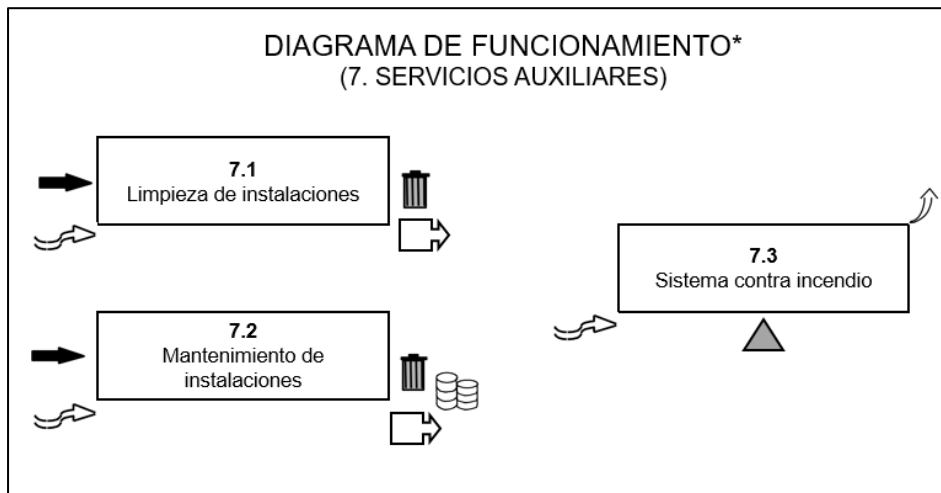 DIAGRAMA DE FUNCIONAMIENTO*
(7. SERVICIOS AUXILIARES)
7.1
Limpieza de instalaciones
7.2
Mantenimiento de
instalaciones
7.3
Sistema contra incendio